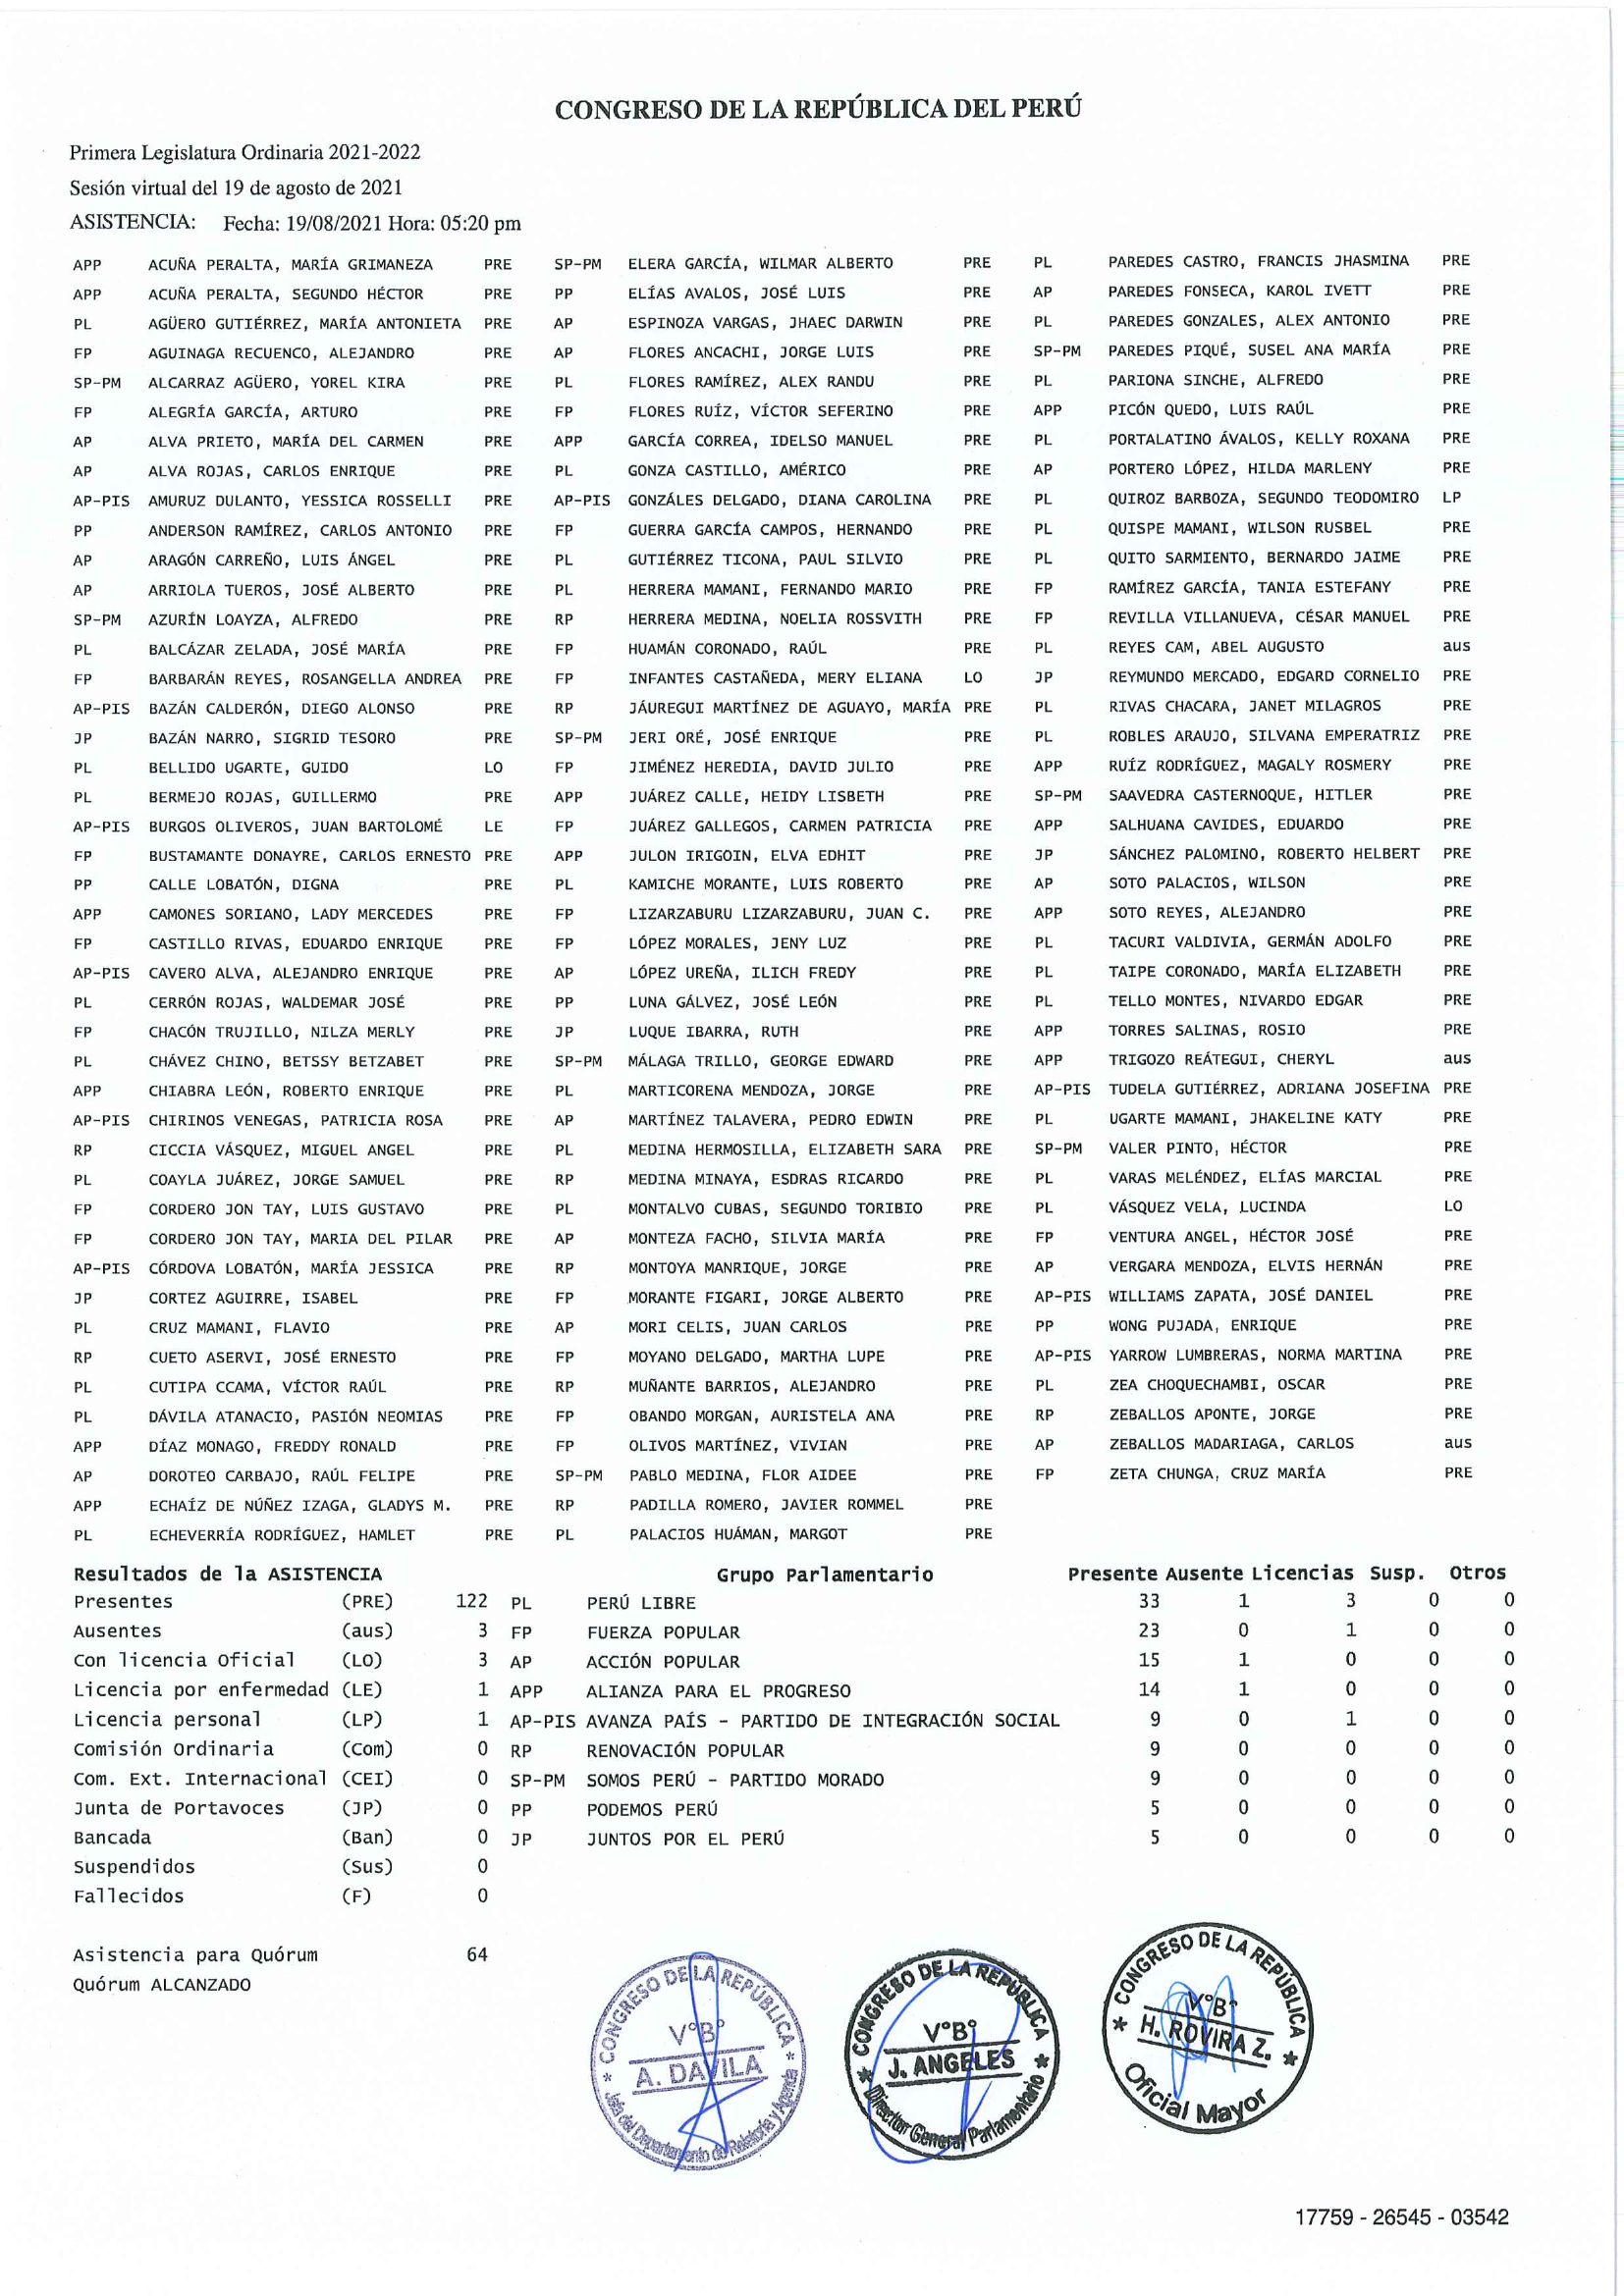 CONGRESO DE LA REPÚBLICA DEL PERÚ
Primera Legislatura Ordinaria 2021-2022
Sesión virtual del 19 de agosto de 2021
ASISTENCIA: Fecha: 19/08/2021 Hora: 05:20 pm
APP ACUÑA PERALTA, MARÍA GRIMANEZA PRE SP-PM ELERA GARCÍA, WILMAR ALBERTO PRE PL PAREDES CASTRO, FRANCIS JHASMINA PRE
APP ACUÑA PERALTA, SEGUNDO HÉCTOR PRE PP ELÍAS AVALOS, JOSÉ LUIS PRE AP PAREDES FONSECA, KAROL IVETT PRE
PL AGÜERO GUTIÉRREZ, MARÍA ANTONIETA PRE AP ESPINOZA VARGAS, JHAEC DARWIN PRE PL PAREDES GONZALES, ALEX ANTONIO PRE
FP AGUINAGA RECUENCO, ALEJANDRO PRE AP FLORES ANCACHI, JORGE LUIS PRE SP-PM PAREDES PIQUÉ, SUSEL ANA MARÍA PRE
SP-PM ALCARRAZ AGÜERO, YOREL KIRA PRE PL FLORES RAMÍREZ, ALEX RANDU PRE PL PARIONA SINCHE, ALFREDO PRE
FP ALEGRÍA GARCÍA, ARTURO PRE FP FLORES RUÍZ, VÍCTOR SEFERINO PRE APP PICÓN QUEDO, LUIS RAÚL PRE
AP ALVA PRIETO, MARÍA DEL CARMEN PRE APP GARCÍA CORREA, IDELSO MANUEL PRE PL PORTALATINO ÁVALOS, KELLY ROXANA PRE
AP ALVA ROJAS, CARLOS ENRIQUE PRE PL GONZA CASTILLO, AMÉRICO PRE AP PORTERO LÓPEZ, HILDA MARLENY PRE
AP-PIS AMURUZ DULANTO, YESSICA ROSSELLI PRE AP-PIS GONZÁLES DELGADO, DIANA CAROLINA PRE PL QUIROZ BARBOZA, SEGUNDO TEODOMIRO LP
PP ANDERSON RAMÍREZ, CARLOS ANTONIO PRE FP GUERRA GARCÍA CAMPOS, HERNANDO PRE PL QUISPE MAMANI, WILSON RUSBEL PRE
AP ARAGÓN CARREÑO, LUIS ÁNGEL PRE PL GUTIÉRREZ TICONA, PAUL SILVIO PRE PL QUITO SARMIENTO, BERNARDO JAIME PRE
AP ARRIOLA TUEROS, JOSÉ ALBERTO PRE PL HERRERA MAMANI, FERNANDO MARIO PRE FP RAMÍREZ GARCÍA, TANIA ESTEFANY PRE
SP-PM AZURÍN LOAYZA, ALFREDO PRE RP HERRERA MEDINA, NOELIA ROSSVITH PRE FP REVILLA VILLANUEVA, CÉSAR MANUEL PRE
PL BALCÁZAR ZELADA, JOSÉ MARÍA PRE FP HUAMÁN CORONADO, RAÚL PRE PL REYES CAM, ABEL AUGUSTO aus
FP BARBARÁN REYES, ROSANGELLA ANDREA PRE FP INFANTES CASTAÑEDA, MERY ELIANA LO JP REYMUNDO MERCADO, EDGARD CORNELIO PRE
AP-PIS BAZÁN CALDERÓN, DIEGO ALONSO PRE RP JÁUREGUI MARTÍNEZ DE AGUAYO, MARÍA PRE PL RIVAS CHACARA, JANET MILAGROS PRE
JP BAZÁN NARRO, SIGRID TESORO PRE SP-PM JERI ORÉ, JOSÉ ENRIQUE PRE PL ROBLES ARAUJO, SILVANA EMPERATRIZ PRE
PL BELLIDO UGARTE, GUIDO LO FP JIMÉNEZ HEREDIA, DAVID JULIO PRE APP RUÍZ RODRÍGUEZ, MAGALY ROSMERY PRE
PL BERMEJO ROJAS, GUILLERMO PRE APP JUÁREZ CALLE, HEIDY LISBETH PRE SP-PM SAAVEDRA CASTERNOQUE, HITLER PRE
AP-PIS BURGOS OLIVEROS, JUAN BARTOLOMÉ LE FP JUÁREZ GALLEGOS, CARMEN PATRICIA PRE APP SALHUANA CAVIDES, EDUARDO PRE
FP BUSTAMANTE DONAYRE, CARLOS ERNESTO PRE APP JULON IRIGOIN, ELVA EDHIT PRE JP SÁNCHEZ PALOMINO, ROBERTO HELBERT PRE
PP CALLE LOBATÓN, DIGNA PRE PL KAMICHE MORANTE, LUIS ROBERTO PRE AP SOTO PALACIOS, WILSON PRE
APP CAMONES SORIANO, LADY MERCEDES PRE FP LIZARZABURU LIZARZABURU, JUAN C. PRE APP SOTO REYES, ALEJANDRO PRE
FP CASTILLO RIVAS, EDUARDO ENRIQUE PRE FP LÓPEZ MORALES, JENY LUZ PRE PL TACURI VALDIVIA, GERMÁN ADOLFO PRE
AP-PIS CAVERO ALVA, ALEJANDRO ENRIQUE PRE AP LÓPEZ UREÑA, ILICH FREDY PRE PL TAIPE CORONADO, MARÍA ELIZABETH PRE
PL CERRÓN ROJAS, WALDEMAR JOSÉ PRE PP LUNA GÁLVEZ, JOSÉ LEÓN PRE PL TELLO MONTES, NIVARDO EDGAR PRE
FP CHACÓN TRUJILLO, NILZA MERLY PRE JP LUQUE IBARRA, RUTH PRE APP TORRES SALINAS, ROSIO PRE
PL CHÁVEZ CHINO, BETSSY BETZABET PRE SP-PM MÁLAGA TRILLO, GEORGE EDWARD PRE APP TRIGOZO REÁTEGUI, CHERYL aus
APP CHIABRA LEÓN, ROBERTO ENRIQUE PRE PL MARTICORENA MENDOZA, JORGE PRE AP-PIS TUDELA GUTIÉRREZ, ADRIANA JOSEFINA PRE
AP-PIS CHIRINOS VENEGAS, PATRICIA ROSA PRE AP MARTÍNEZ TALAVERA, PEDRO EDWIN PRE PL UGARTE MAMANI, JHAKELINE KATY PRE
RP CICCIA VÁSQUEZ, MIGUEL ANGEL PRE PL MEDINA HERMOSILLA, ELIZABETH SARA PRE SP-PM VALER PINTO, HÉCTOR PRE
PL COAYLA JUÁREZ, JORGE SAMUEL PRE RP MEDINA MINAYA, ESDRAS RICARDO PRE PL VARAS MELÉNDEZ, ELÍAS MARCIAL PRE
FP CORDERO JON TAY, LUIS GUSTAVO PRE PL MONTALVO CUBAS, SEGUNDO TORIBIO PRE PL VÁSQUEZ VELA, LUCINDA LO
FP CORDERO JON TAY, MARIA DEL PILAR PRE AP MONTEZA FACHO, SILVIA MARÍA PRE FP VENTURA ANGEL, HÉCTOR JOSÉ PRE
AP-PIS CÓRDOVA LOBATÓN, MARÍA JESSICA PRE RP MONTOYA MANRIQUE, JORGE PRE AP VERGARA MENDOZA, ELVIS HERNÁN PRE
JP CORTEZ AGUIRRE, ISABEL PRE FP MORANTE FIGARI, JORGE ALBERTO PRE AP-PIS WILLIAMS ZAPATA, JOSÉ DANIEL PRE
PL CRUZ MAMANI, FLAVIO PRE AP MORI CELIS, JUAN CARLOS PRE PP WONG PUJADA, ENRIQUE PRE
RP CUETO ASERVI, JOSÉ ERNESTO PRE FP MOYANO DELGADO, MARTHA LUPE PRE AP-PIS YARROW LUMBRERAS, NORMA MARTINA PRE
PL CUTIPA CCAMA, VÍCTOR RAÚL PRE RP MUÑANTE BARRIOS, ALEJANDRO PRE PL ZEA CHOQUECHAMBI, OSCAR PRE
PL DÁVILA ATANACIO, PASIÓN NEOMIAS PRE FP OBANDO MORGAN, AURISTELA ANA PRE RP ZEBALLOS APONTE, JORGE PRE
APP DÍAZ MONAGO, FREDDY RONALD PRE FP OLIVOS MARTÍNEZ, VIVIAN PRE AP ZEBALLOS MADARIAGA, CARLOS aus
AP DOROTEO CARBAJO, RAÚL FELIPE PRE SP-PM PABLO MEDINA, FLOR AIDEE PRE FP ZETA CHUNGA, CRUZ MARÍA PRE
APP ECHAÍZ DE NÚÑEZ IZAGA, GLADYS M. PRE RP PADILLA ROMERO, JAVIER ROMMEL PRE
PL ECHEVERRÍA RODRÍGUEZ, HAMLET PRE PL PALACIOS HUÁMAN, MARGOT PRE
Resultados de la ASISTENCIA Grupo Parlamentario Presente Ausente Licencias Susp. Otros
Presentes (PRE) 122 PL PERÚ LIBRE 33 1 3 0 0
Ausentes (aus) 3 FP FUERZA POPULAR 23 0 1 0 0
Con licencia Oficial (LO) 3 AP ACCIÓN POPULAR 15 1 0 0 0
Licencia por enfermedad (LE) 1 APP ALIANZA PARA EL PROGRESO 14 1 0 0 0
Licencia personal (LP) 1 AP-PIS AVANZA PAÍS - PARTIDO DE INTEGRACIÓN SOCIAL 9 0 1 0 0
Comisión Ordinaria (Com) 0 RP RENOVACIÓN POPULAR 9 0 0 0 0
Com. Ext. Internacional (CEI) 0 SP-PM SOMOS PERÚ - PARTIDO MORADO 9 0 0 0 0
Junta de Portavoces (JP) 0 PP PODEMOS PERÚ 5 0 0 0 0
Bancada (Ban) 0 JP JUNTOS POR EL PERÚ 5 0 0 0 0
Suspendidos (Sus) 0
Fallecidos (F) 0
Asistencia para Quórum 64
Quórum ALCANZADO
* CONGRESO DE LA REPÚBLICA *
V°B°
A. DAVILA
Jefa del Departamento de Relatoría y Agenda
* CONGRESO DE LA REPÚBLICA *
V°B°
J. ANGELES
Director General Parlamentario
* CONGRESO DE LA REPÚBLICA *
V°B°
H. ROVIRA Z.
Oficial Mayor
17759 - 26545 - 03542